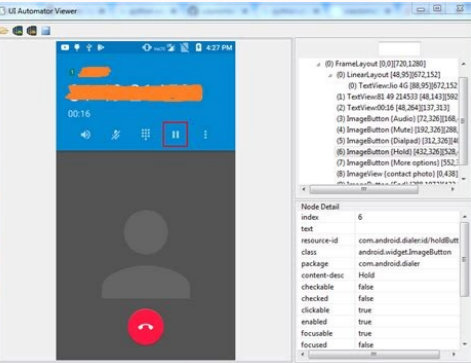 UI Automator Viewer
4:27 PM
00:16
(0) FrameLayout [0,0][720,1280]
(0) LinearLayout [48,95][672,152]
(0) TextView:Jio 4G [88,95][672,152
(1) TextView:81 49 214533 [48,143][592
(2) TextView:00:16 [48,264][137,313]
(3) ImageButton (Audio) [72,326][168,
(4) ImageButton (Mute) [192,326][288,
(5) ImageButton (Dialpad) [312,326][4
(6) ImageButton (Hold) [432,326][528,
(7) ImageButton (More options) [552,
(8) ImageView (contact photo) [0,438]
Node Detail
index 6
text
resource-id com.android.dialer:id/holdButt
class android.widget.ImageButton
package com.android.dialer
content-desc Hold
checkable false
checked false
clickable true
enabled true
focusable true
focused false